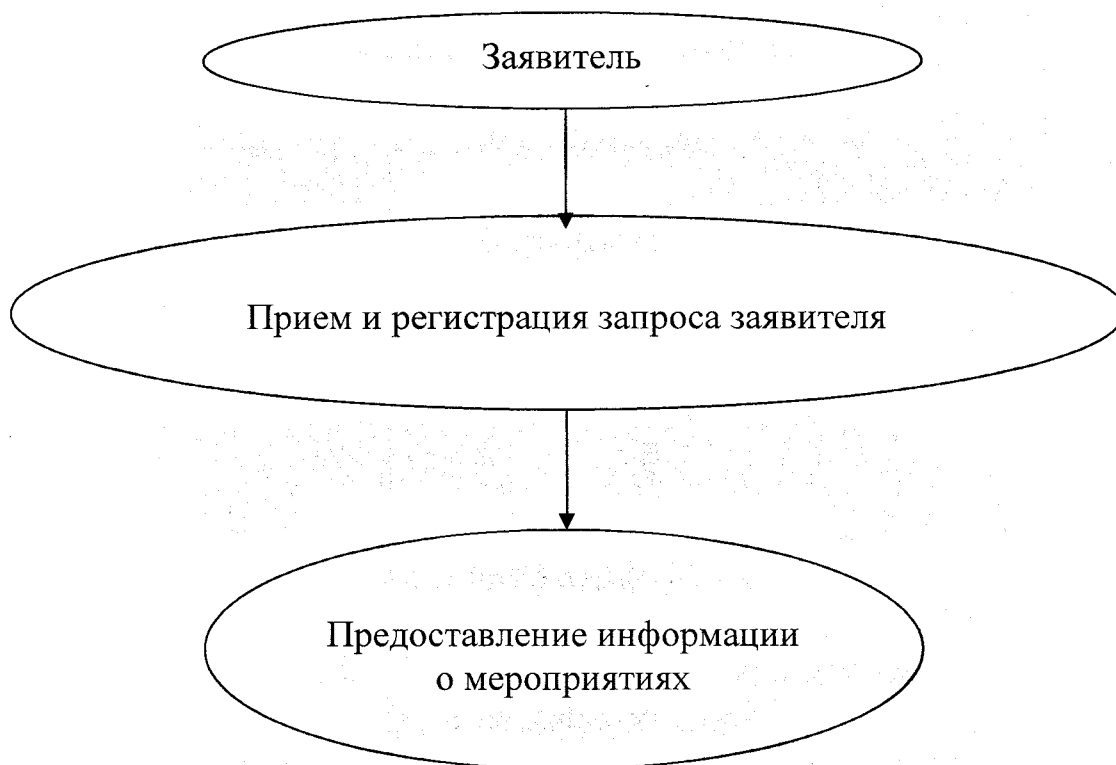 Заявитель
Прием и регистрация запроса заявителя
Предоставление информации
о мероприятиях